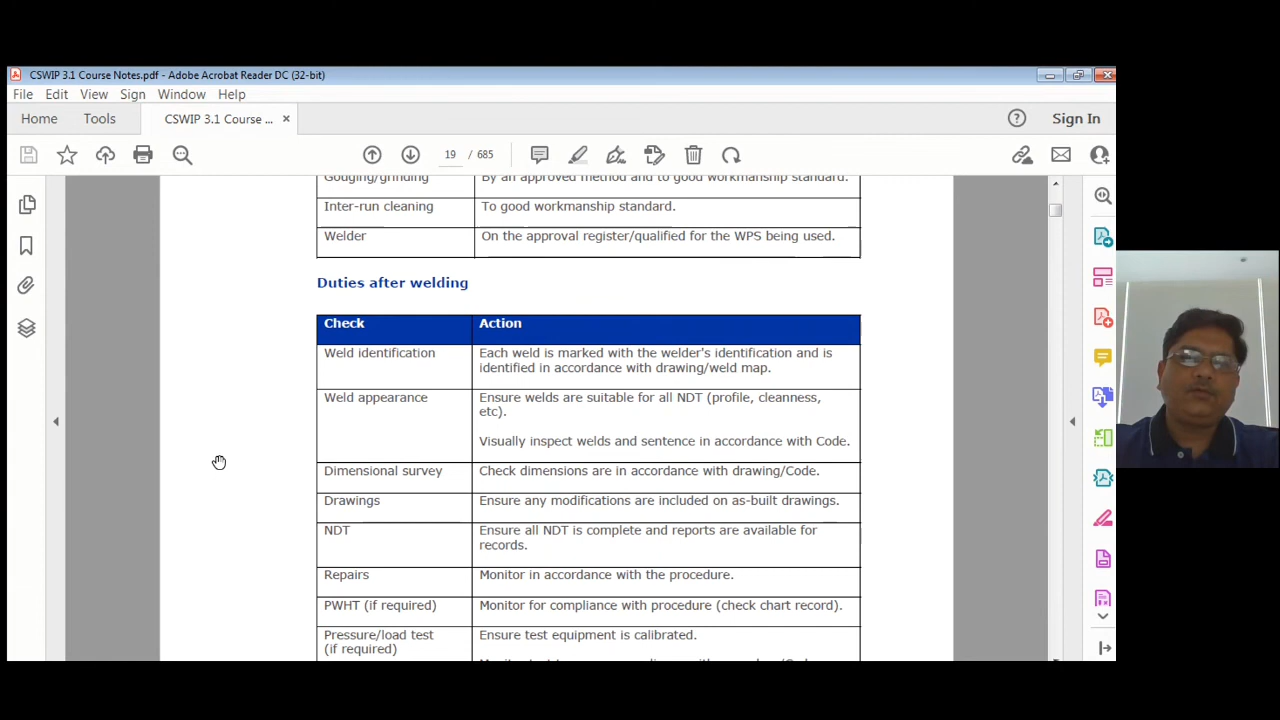 CSWIP 3.1 Course Notes.pdf - Adobe Acrobat Reader DC (32-bit)
File Edit View Sign Window Help
Home Tools CSWIP 3.1 Course ... × ? Sign In
19 / 685
Gouging/grinding By an approved method and to good workmanship standard.
Inter-run cleaning To good workmanship standard.
Welder On the approval register/qualified for the WPS being used.
Duties after welding
Check Action
Weld identification Each weld is marked with the welder's identification and is
identified in accordance with drawing/weld map.
Weld appearance Ensure welds are suitable for all NDT (profile, cleanness,
etc).
Visually inspect welds and sentence in accordance with Code.
Dimensional survey Check dimensions are in accordance with drawing/Code.
Drawings Ensure any modifications are included on as-built drawings.
NDT Ensure all NDT is complete and reports are available for
records.
Repairs Monitor in accordance with the procedure.
PWHT (if required) Monitor for compliance with procedure (check chart record).
Pressure/load test Ensure test equipment is calibrated.
(if required)